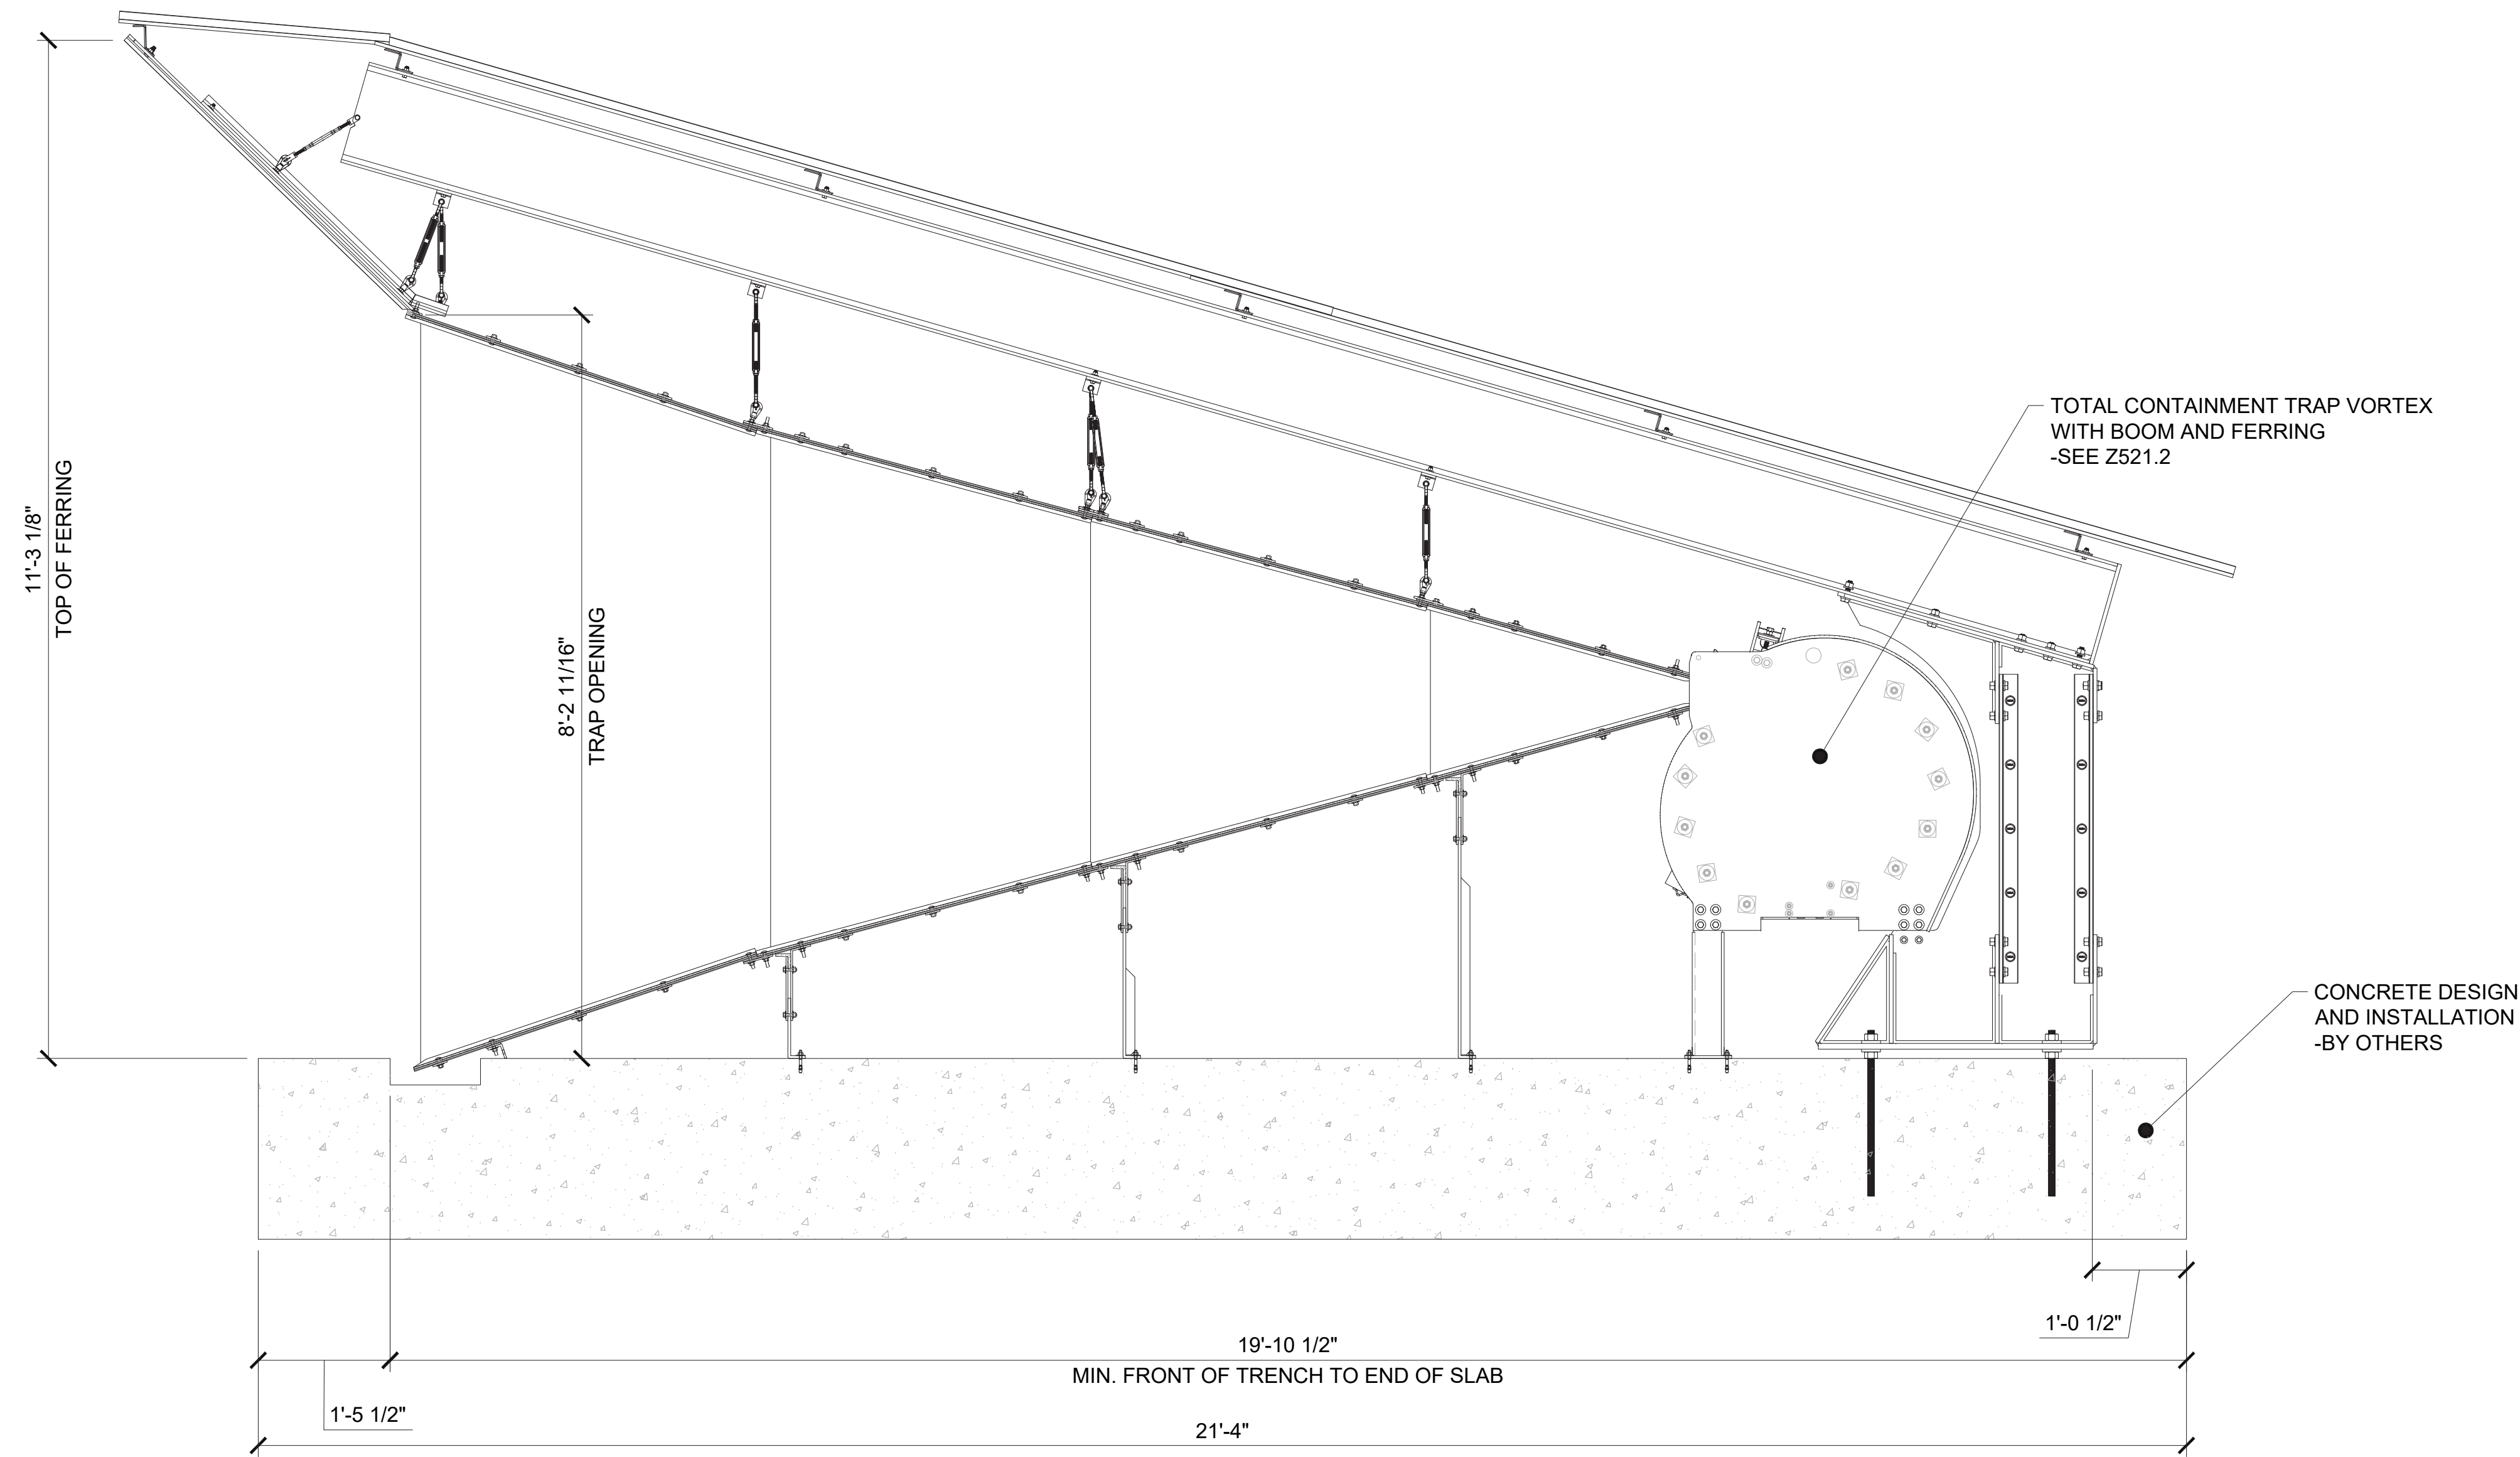 11'-3 1/8"
TOP OF FERRING
8'-2 11/16"
TRAP OPENING
TOTAL CONTAINMENT TRAP VORTEX
WITH BOOM AND FERRING
-SEE Z521.2
CONCRETE DESIGN
AND INSTALLATION
-BY OTHERS
1'-0 1/2"
19'-10 1/2"
MIN. FRONT OF TRENCH TO END OF SLAB
1'-5 1/2"
21'-4"